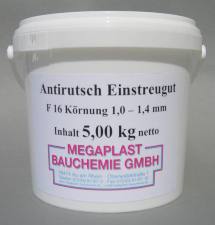 Antirutsch Einstreugut
F 16 Körnung 1,0 – 1,4 mm
Inhalt 5,00 kg netto
MEGAPLAST
BAUCHEMIE GMBH